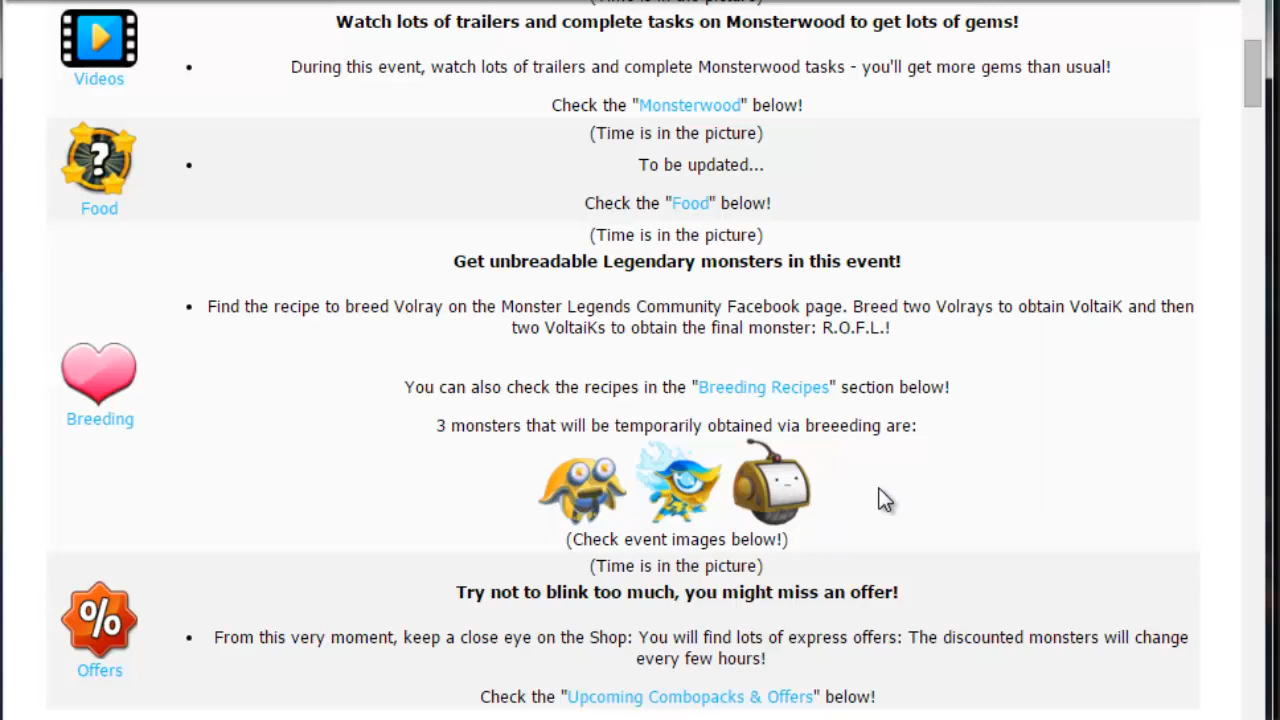 Watch lots of trailers and complete tasks on Monsterwood to get lots of gems!
Videos
• During this event, watch lots of trailers and complete Monsterwood tasks - you'll get more gems than usual!
Check the "Monsterwood" below!
(Time is in the picture)
• To be updated...
Check the "Food" below!
Food
(Time is in the picture)
Get unbreadable Legendary monsters in this event!
• Find the recipe to breed Volray on the Monster Legends Community Facebook page. Breed two Volrays to obtain VoltaiK and then
two VoltaiKs to obtain the final monster: R.O.F.L.!
You can also check the recipes in the "Breeding Recipes" section below!
Breeding
3 monsters that will be temporarily obtained via breeeding are:
(Check event images below!)
(Time is in the picture)
Try not to blink too much, you might miss an offer!
%
• From this very moment, keep a close eye on the Shop: You will find lots of express offers: The discounted monsters will change
every few hours!
Offers
Check the "Upcoming Combopacks & Offers" below!